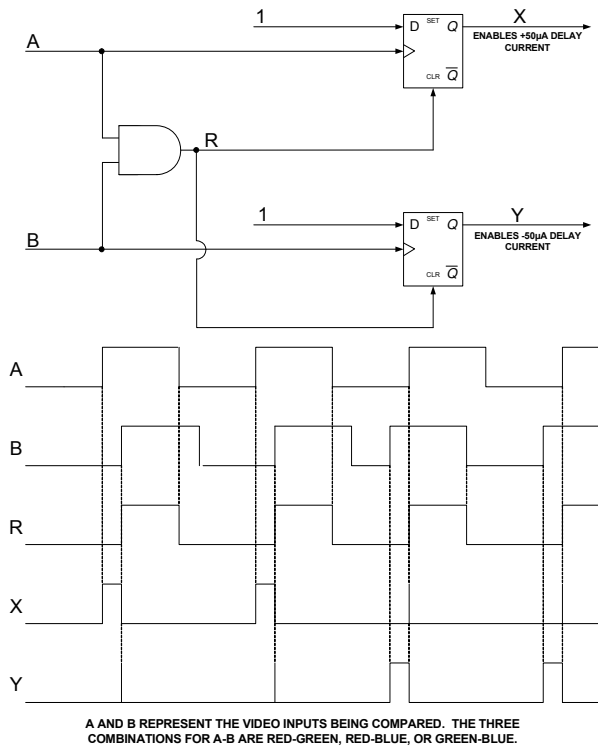 1
D SET Q
X
ENABLES +50µA DELAY
CURRENT
A
CLR Q
R
1
D SET Q
Y
ENABLES -50µA DELAY
CURRENT
B
CLR Q
A
B
R
X
Y
A AND B REPRESENT THE VIDEO INPUTS BEING COMPARED. THE THREE
COMBINATIONS FOR A-B ARE RED-GREEN, RED-BLUE, OR GREEN-BLUE.